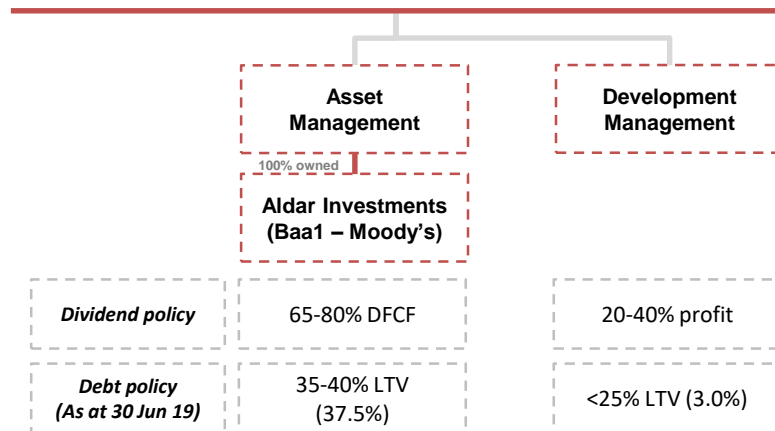 Asset
Management
Development
Management
100% owned
Aldar Investments
(Baa1 – Moody's)
Dividend policy
65-80% DFCF
20-40% profit
Debt policy
(As at 30 Jun 19)
35-40% LTV
(37.5%)
<25% LTV (3.0%)